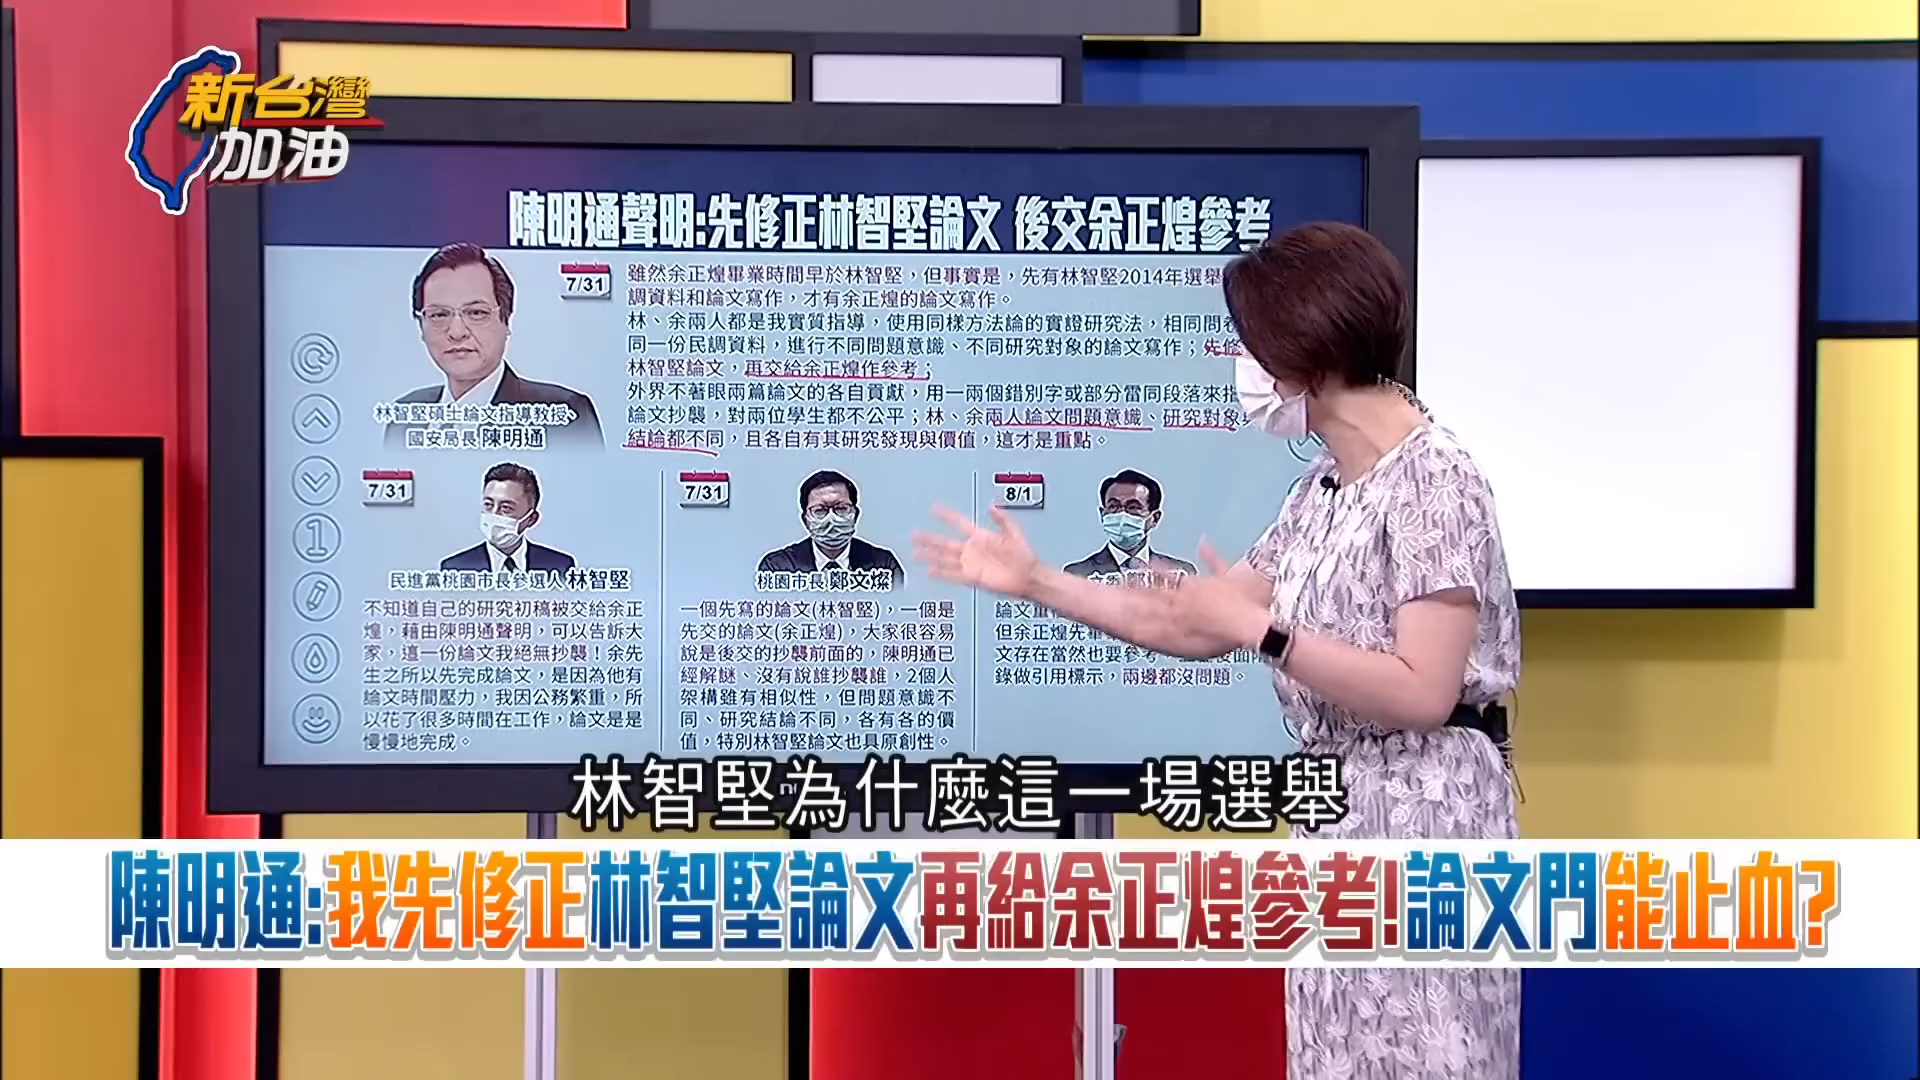 新台灣
加油
陳明通聲明:先修正林智堅論文 後交余正煌參考
7/31
雖然余正煌畢業時間早於林智堅，但事實是，先有林智堅2014年選舉
調資料和論文寫作，才有余正煌的論文寫作。
林、余兩人都是我實質指導，使用同樣方法論的實證研究法，相同問卷
同一份民調資料，進行不同問題意識、不同研究對象的論文寫作；先修
林智堅論文，再交給余正煌作參考；
外界不著眼兩篇論文的各自貢獻，用一兩個錯別字或部分雷同段落來指
論文抄襲，對兩位學生都不公平；林、余兩人論文問題意識、研究對象
結論都不同，且各自有其研究發現與價值，這才是重點。
林智堅碩士論文指導教授、
國安局長 陳明通
7/31
民進黨桃園市長參選人 林智堅
不知道自己的研究初稿被交給余正
煌，藉由陳明通聲明，可以告訴大
家，這一份論文我絕無抄襲！余先
生之所以先完成論文，是因為他有
論文時間壓力，我因公務繁重，所
以花了很多時間在工作，論文是是
慢慢地完成。
7/31
桃園市長 鄭文燦
一個先寫的論文(林智堅)，一個是
先交的論文(余正煌)，大家很容易
說是後交的抄襲前面的，陳明通已
經解謎、沒有說誰抄襲誰，2個人
架構雖有相似性，但問題意識不
同、研究結論不同，各有各的價
值，特別林智堅論文也具原創性。
8/1
論文
但余正煌先畢
文存在當然也要參考
錄做引用標示，兩邊都沒問題。
林智堅為什麼這一場選舉
陳明通:我先修正林智堅論文再給余正煌參考!論文門能止血?